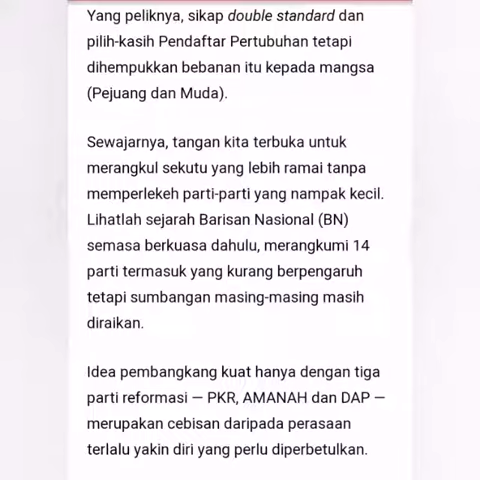 Yang peliknya, sikap double standard dan
pilih-kasih Pendaftar Pertubuhan tetapi
dihempukkan bebanan itu kepada mangsa
(Pejuang dan Muda).
Sewajarnya, tangan kita terbuka untuk
merangkul sekutu yang lebih ramai tanpa
memperlekeh parti-parti yang nampak kecil.
Lihatlah sejarah Barisan Nasional (BN)
semasa berkuasa dahulu, merangkumi 14
parti termasuk yang kurang berpengaruh
tetapi sumbangan masing-masing masih
diraikan.
Idea pembangkang kuat hanya dengan tiga
parti reformasi — PKR, AMANAH dan DAP —
merupakan cebisan daripada perasaan
terlalu yakin diri yang perlu diperbetulkan.